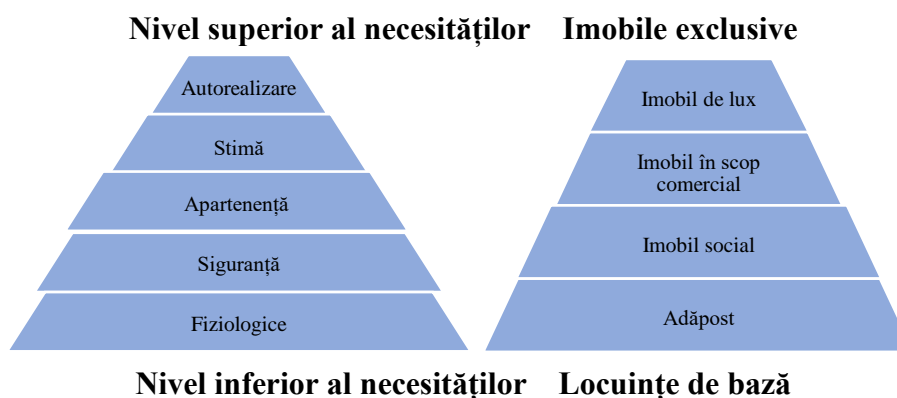 Nivel superior al necesităților Imobile exclusive
Autorealizare
Stimă
Apartenență
Siguranță
Fiziologice
Imobil de lux
Imobil în scop
comercial
Imobil social
Adăpost
Nivel inferior al necesităților Locuințe de bază